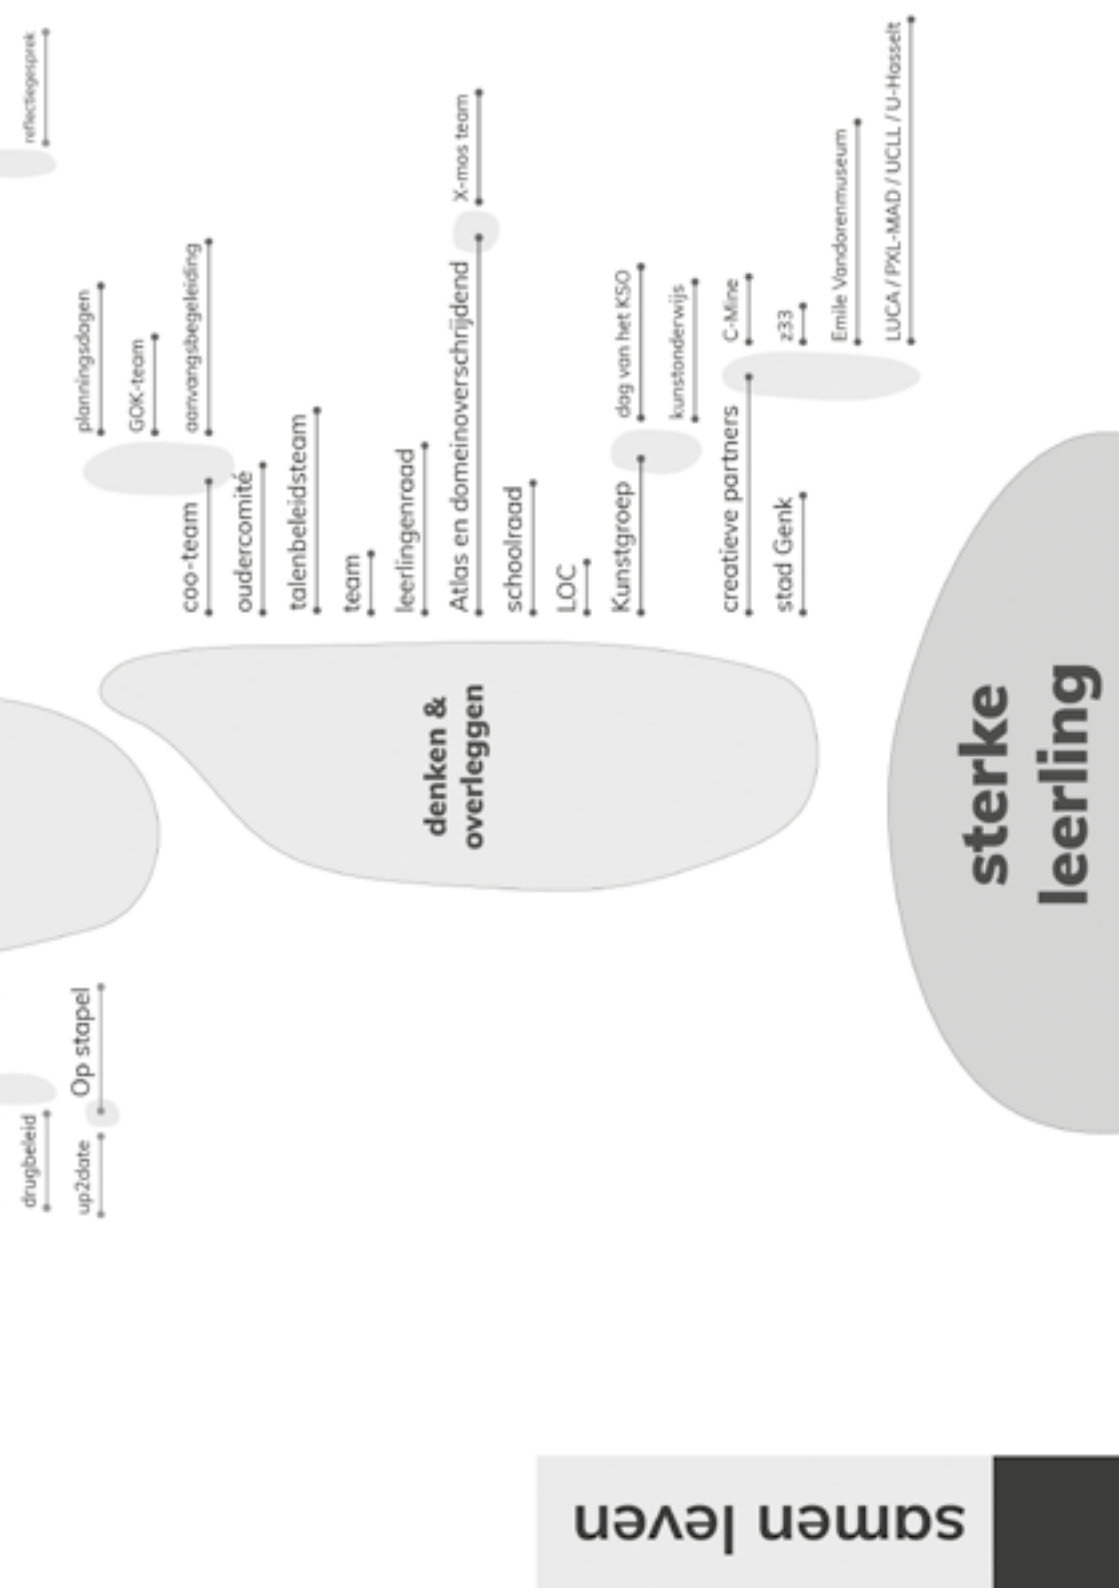 reflectiegesprek
planningsdagen
GOK-team
aanvangsbegeleiding
coo-team
oudercomité
talenbeleidsteam
team
leerlingenraad
Atlas en domeinoverschrijdend
X-mos team
schoolraad
LOC
Kunstgroep
dag van het KSO
kunstonderwijs
creatieve partners
C-Mine
z33
Emile Vandorenmuseum
LUCA / PXL-MAD / UCLL / U-Hasselt
stad Genk
denken &
overleggen
sterke
leerling
drugbeleid
Op stapel
up2date
samen leven